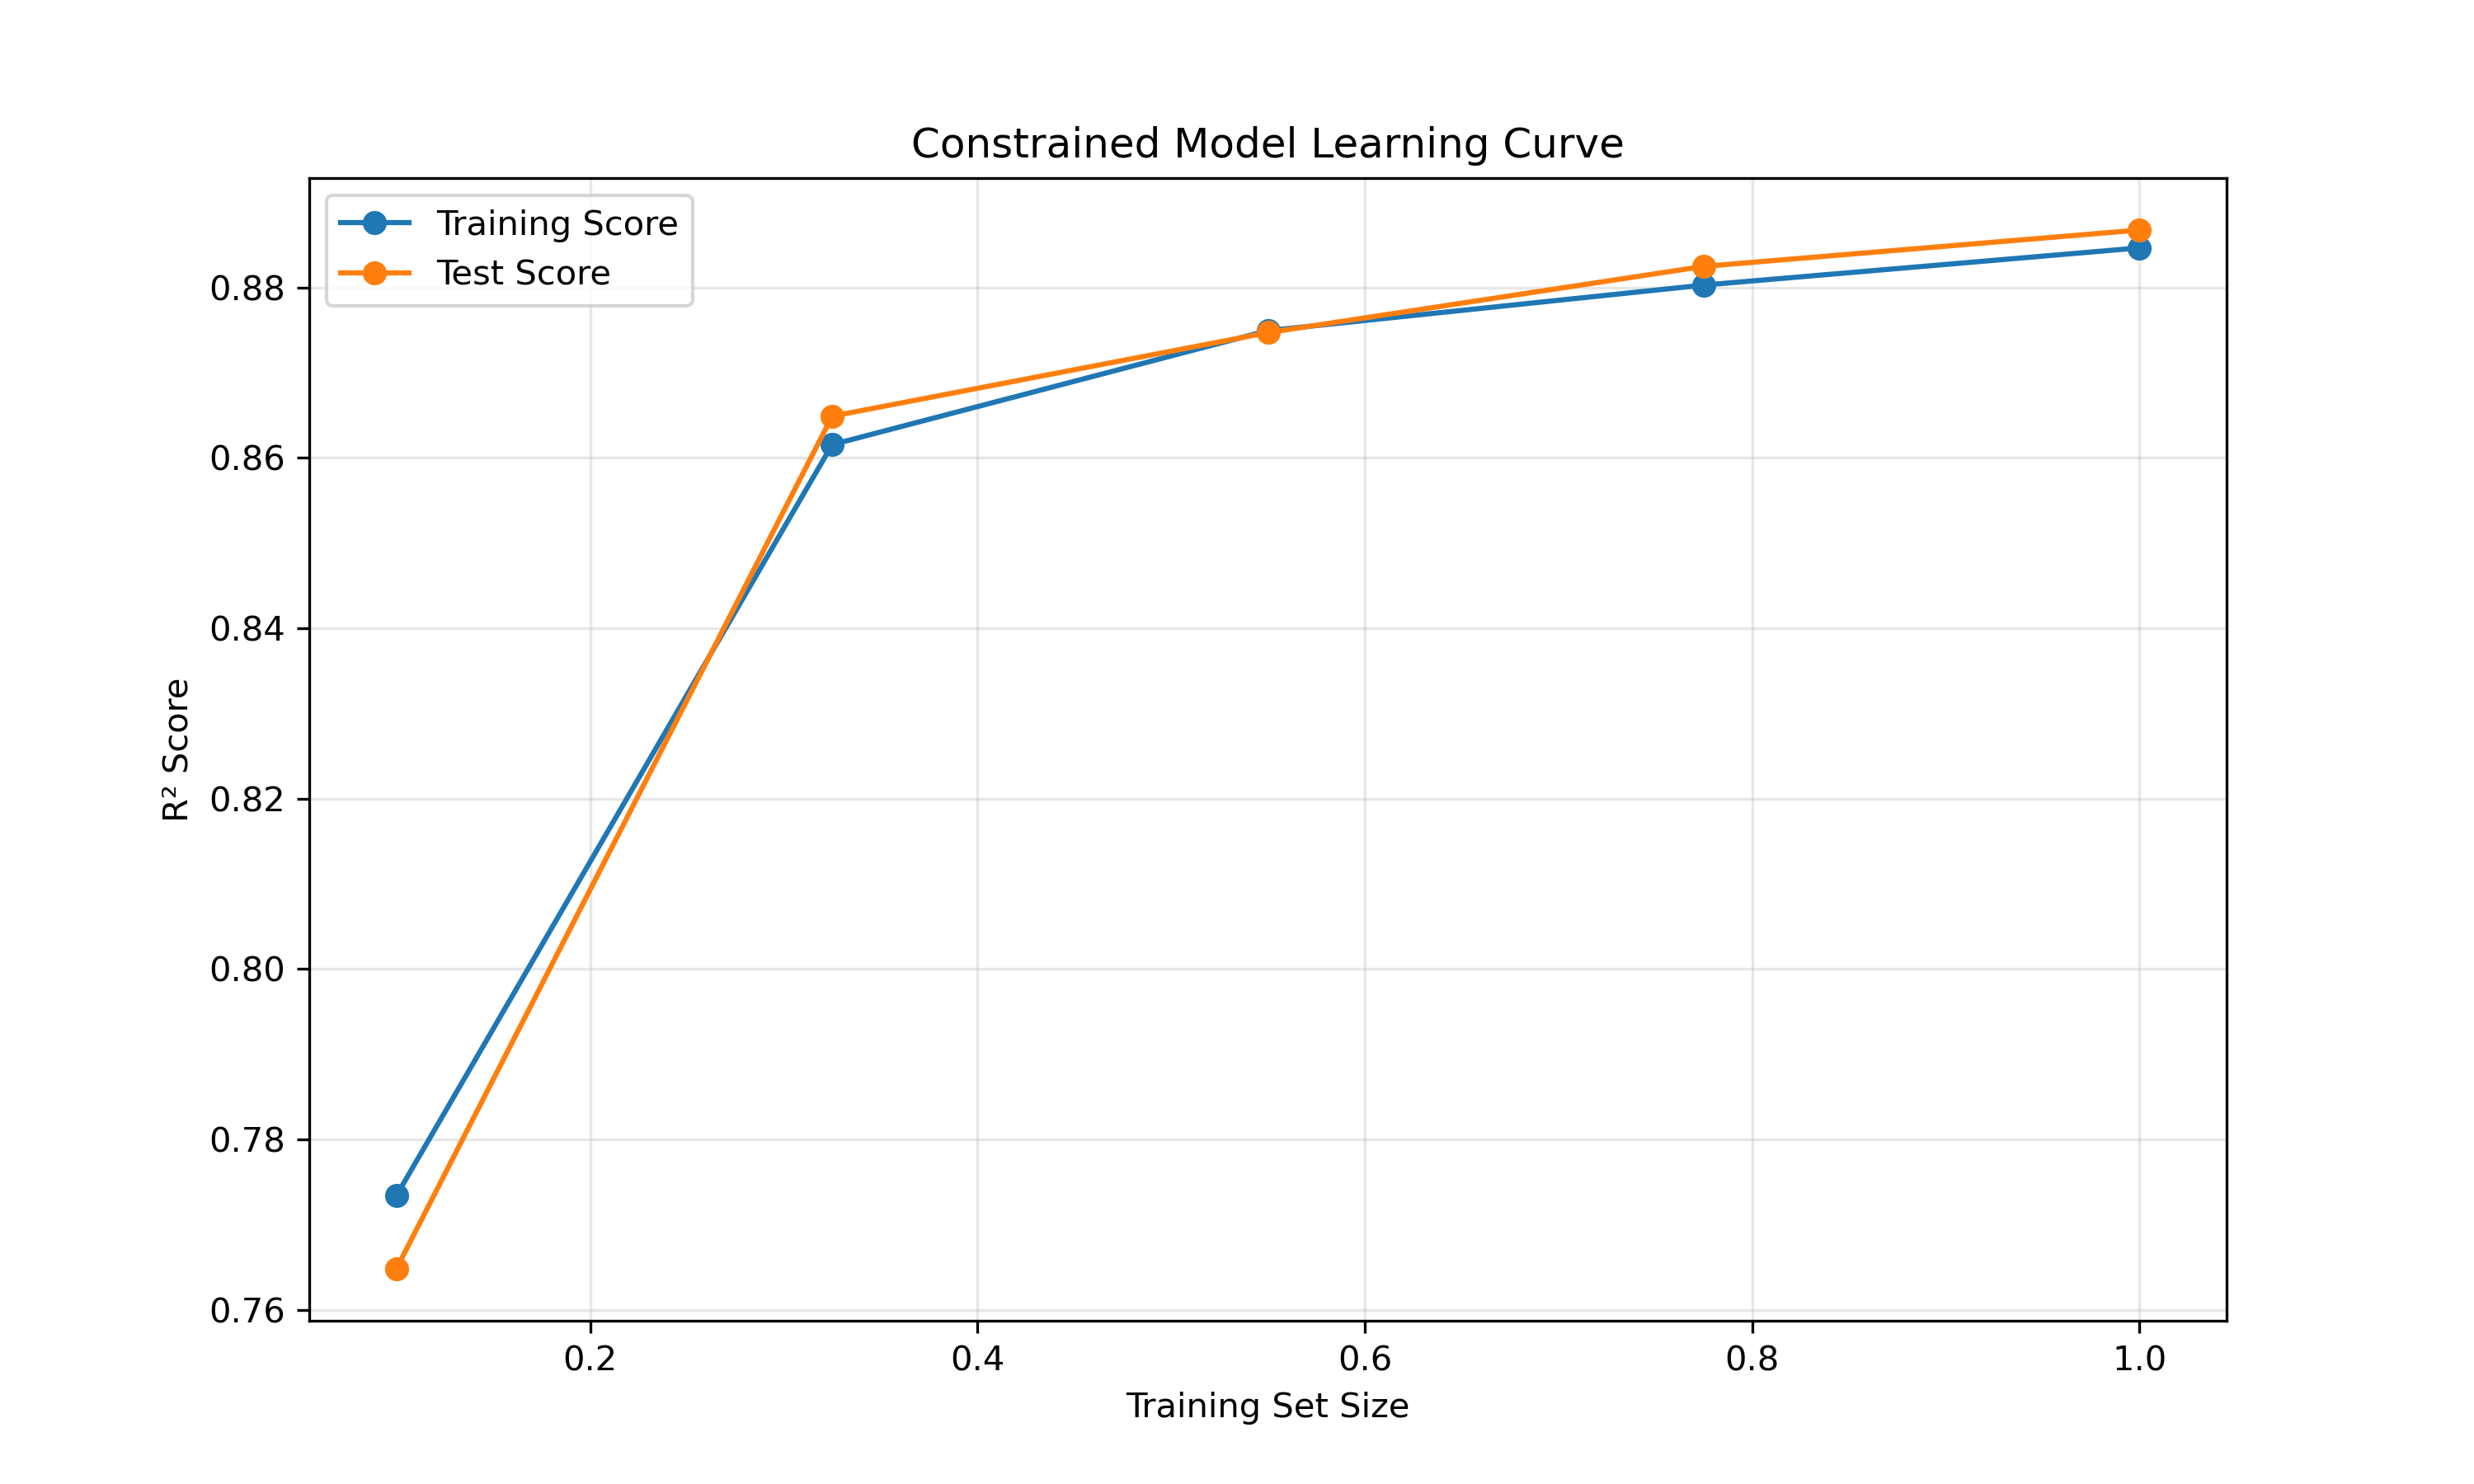 Constrained Model Learning Curve
Training Score
Test Score
R² Score
0.88
0.86
0.84
0.82
0.80
0.78
0.76
0.2
0.4
0.6
0.8
1.0
Training Set Size